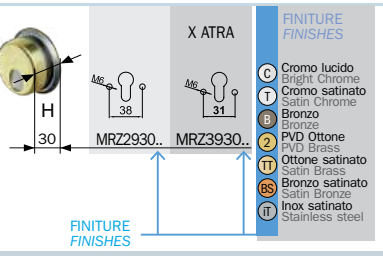 X ATRA
FINITURE
FINISHES
M6
38
M6
31
H
30
MRZ2930..
MRZ3930..
C Cromo lucido
Bright Chrome
T Cromo satinato
Satin Chrome
B Bronzo
Bronze
2 PVD Ottone
PVD Brass
TT Ottone satinato
Satin Brass
BS Bronzo satinato
Satin Bronze
iT Inox satinato
Stainless steel
FINITURE
FINISHES